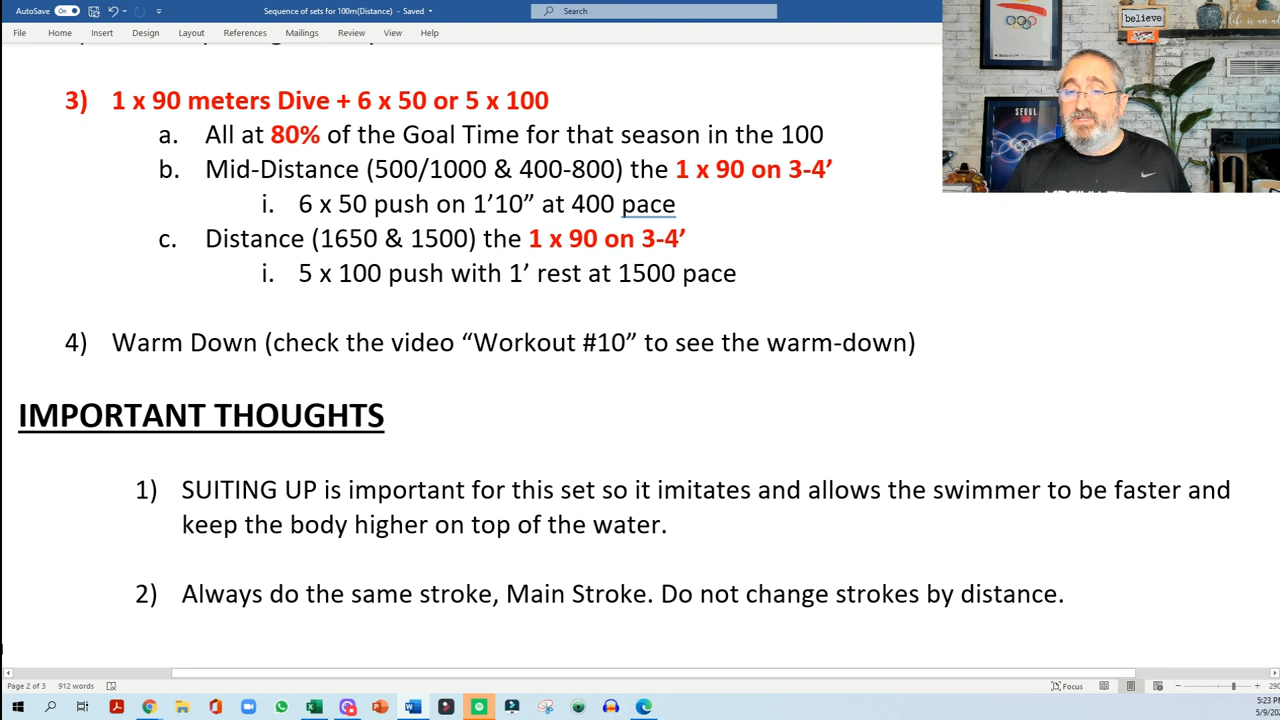 AutoSave On Sequence of sets for 100m(Distance) - Saved Search
File Home Insert Design Layout References Mailings Review View Help
believe
SEOUL
3) 1 x 90 meters Dive + 6 x 50 or 5 x 100
a. All at 80% of the Goal Time for that season in the 100
b. Mid-Distance (500/1000 & 400-800) the 1 x 90 on 3-4’
i. 6 x 50 push on 1’10” at 400 pace
c. Distance (1650 & 1500) the 1 x 90 on 3-4’
i. 5 x 100 push with 1’ rest at 1500 pace
4) Warm Down (check the video “Workout #10” to see the warm-down)
IMPORTANT THOUGHTS
1) SUITING UP is important for this set so it imitates and allows the swimmer to be faster and
keep the body higher on top of the water.
2) Always do the same stroke, Main Stroke. Do not change strokes by distance.
Page 2 of 3 912 words Focus
5:23 PM